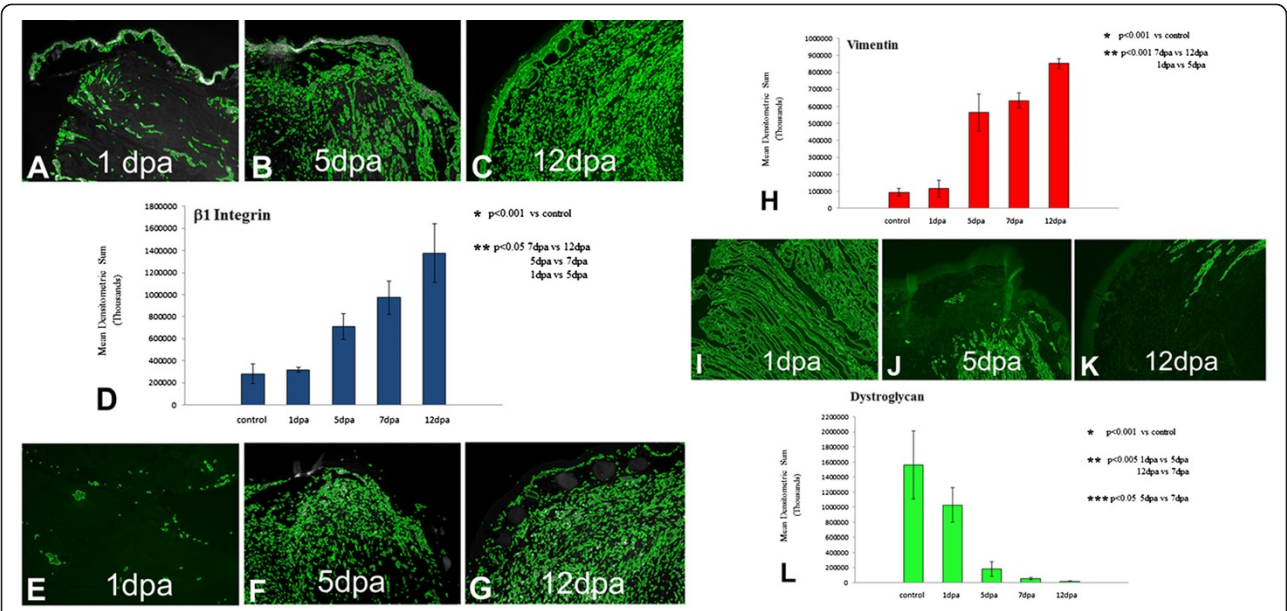 A 1 dpa
B 5dpa
C 12dpa
β1 Integrin
* p<0.001 vs control
** p<0.05 7dpa vs 12dpa
5dpa vs 7dpa
1dpa vs 5dpa
Mean Densitometric Sum
(Thousands)
1800000
1600000
1400000
1200000
1000000
800000
600000
400000
200000
0
control 1dpa 5dpa 7dpa 12dpa
D
E 1dpa
F 5dpa
G 12dpa
Vimentin
* p<0.001 vs control
** p<0.001 7dpa vs 12dpa
1dpa vs 5dpa
Mean Densitometric Sum
(Thousands)
1000000
900000
800000
700000
600000
500000
400000
300000
200000
100000
0
control 1dpa 5dpa 7dpa 12dpa
H
I 1dpa
J 5dpa
K 12dpa
Dystroglycan
* p<0.001 vs control
** p<0.005 1dpa vs 5dpa
12dpa vs 7dpa
*** p<0.05 5dpa vs 7dpa
Mean Densitometric Sum
(Thousands)
2200000
2000000
1800000
1600000
1400000
1200000
1000000
800000
600000
400000
200000
0
control 1dpa 5dpa 7dpa 12dpa
L